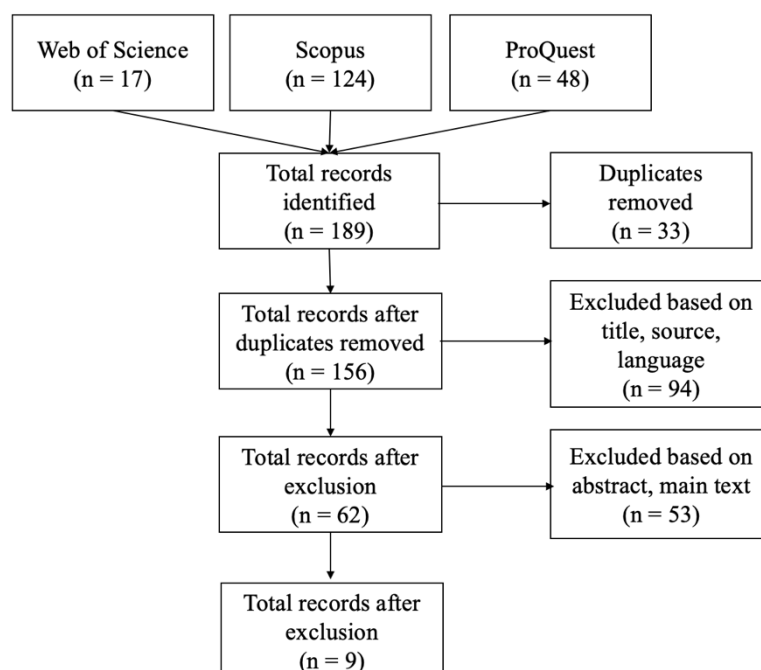 Web of Science
(n = 17)
Scopus
(n = 124)
ProQuest
(n = 48)
Total records
identified
(n = 189)
Duplicates
removed
(n = 33)
Total records after
duplicates removed
(n = 156)
Excluded based on
title, source,
language
(n = 94)
Total records after
exclusion
(n = 62)
Excluded based on
abstract, main text
(n = 53)
Total records after
exclusion
(n = 9)